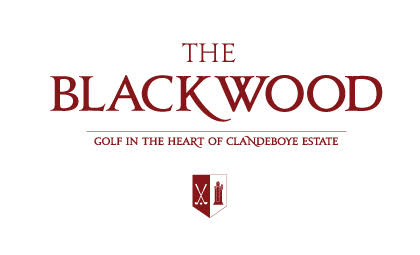 THE
BLACKWOOD
GOLF IN THE HEART OF CLANDEBOYE ESTATE